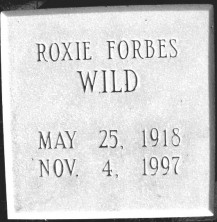 ROXIE FORBES
WILD
MAY 25, 1918
NOV. 4, 1997